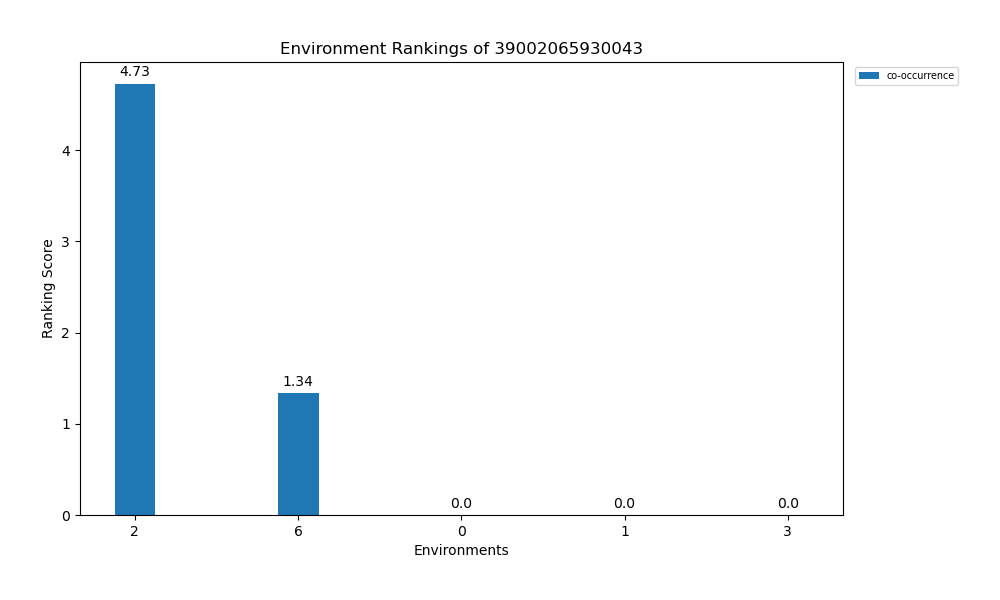 Environment Rankings of 39002065930043
co-occurrence
4.73
1.34
0.0
0.0
0.0
4
3
2
1
0
Ranking Score
2 6 0 1 3
Environments